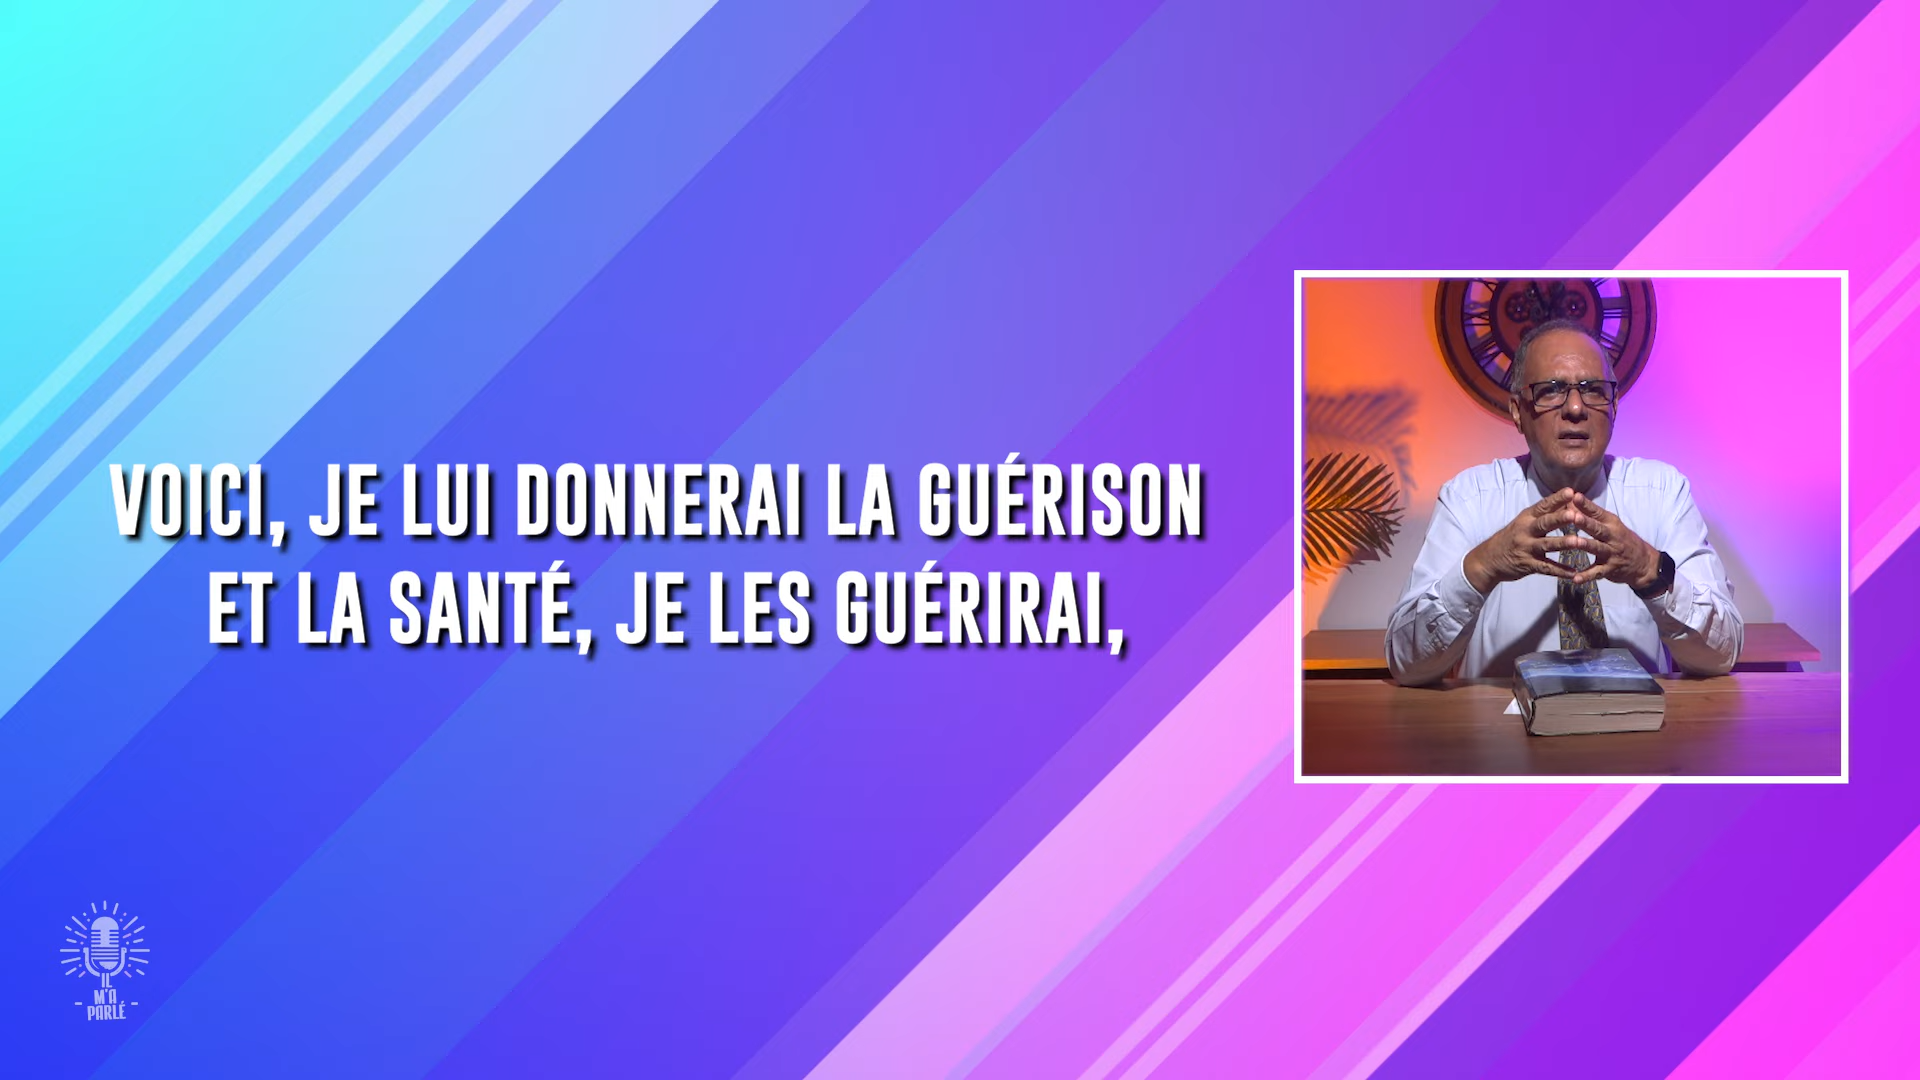 VOICI, JE LUI DONNERAI LA GUÉRISON
ET LA SANTÉ, JE LES GUÉRIRAI,
IL
M'A
- PARLÉ -